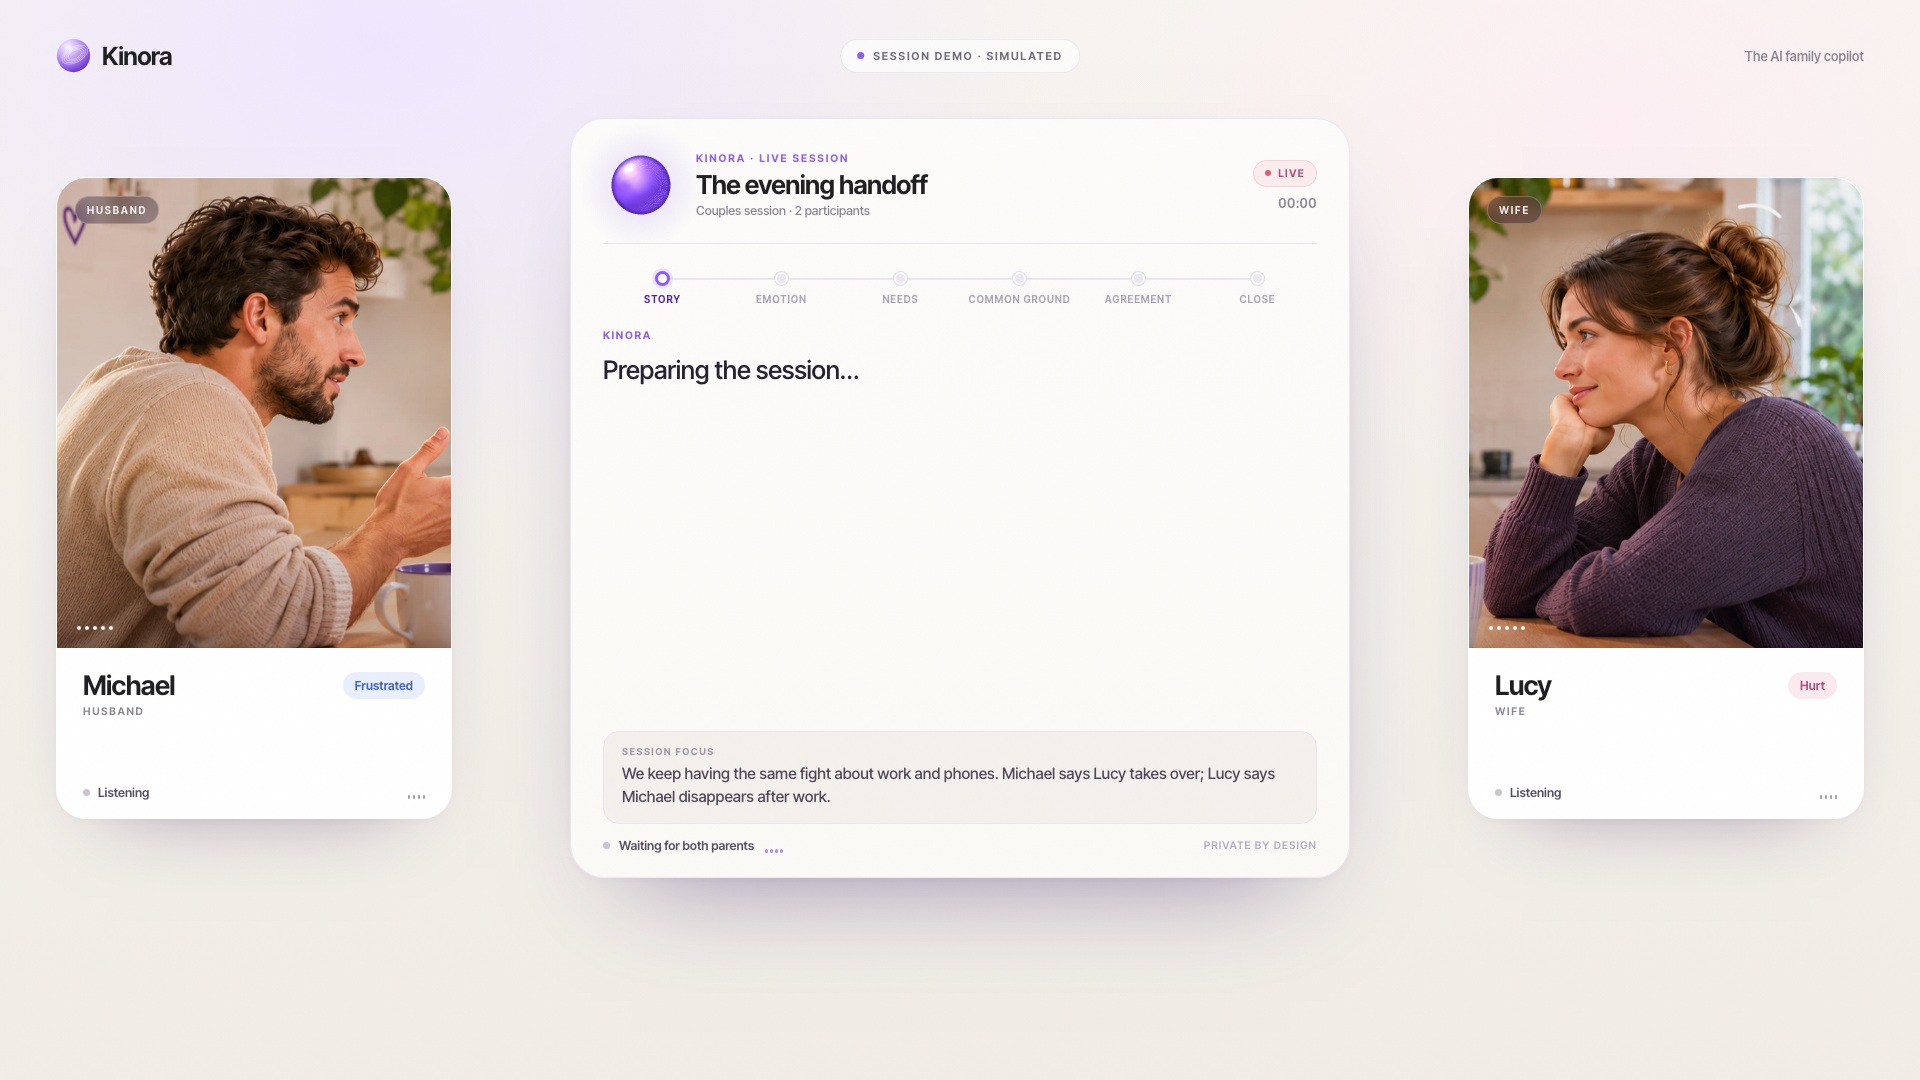 Kinora
SESSION DEMO · SIMULATED
The AI family copilot
HUSBAND
Michael
Frustrated
HUSBAND
Listening
KINORA · LIVE SESSION
The evening handoff
Couples session · 2 participants
LIVE
00:00
STORY
EMOTION
NEEDS
COMMON GROUND
AGREEMENT
CLOSE
KINORA
Preparing the session...
SESSION FOCUS
We keep having the same fight about work and phones. Michael says Lucy takes over; Lucy says
Michael disappears after work.
Waiting for both parents
PRIVATE BY DESIGN
WIFE
Lucy
Hurt
WIFE
Listening